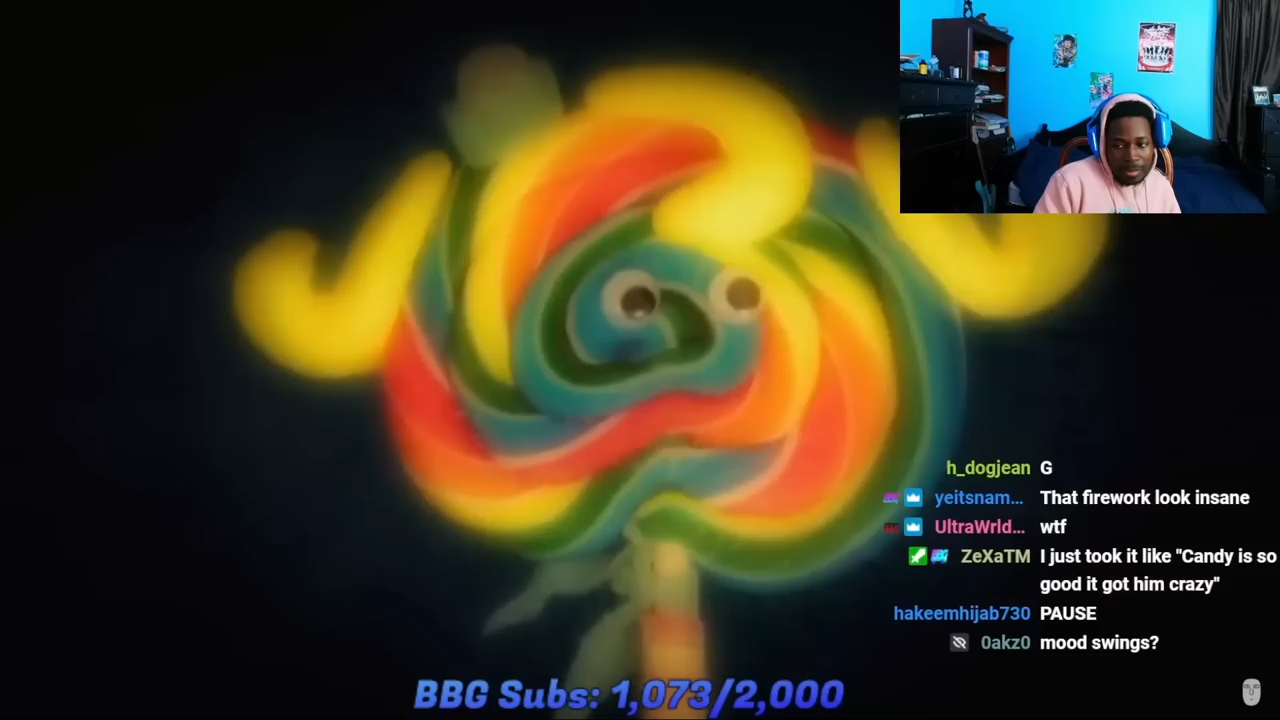 h_dogjean G
yeitsnam... That firework look insane
UltraWrld... wtf
ZeXaTM I just took it like "Candy is so
good it got him crazy"
hakeemhijab730 PAUSE
0akz0 mood swings?
BBG Subs: 1,073/2,000